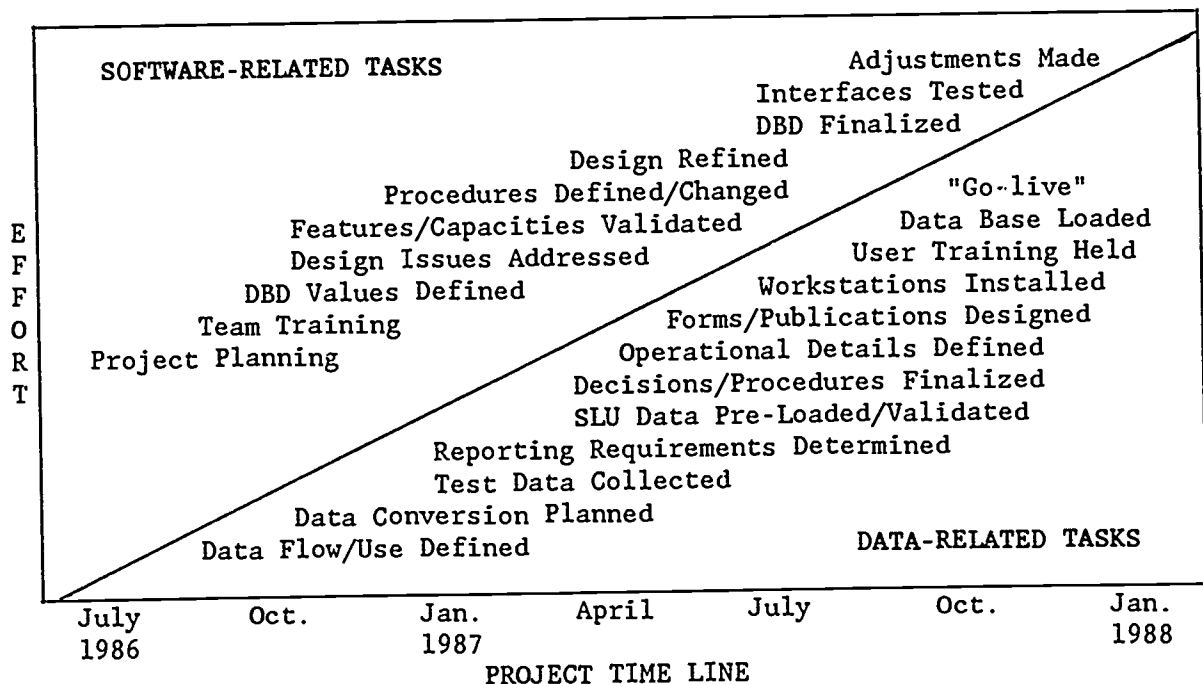 SOFTWARE-RELATED TASKS
Adjustments Made
Interfaces Tested
DBD Finalized
Design Refined
Procedures Defined/Changed
Features/Capacities Validated
Design Issues Addressed
DBD Values Defined
Team Training
Project Planning
"Go-live"
Data Base Loaded
User Training Held
Workstations Installed
Forms/Publications Designed
Operational Details Defined
Decisions/Procedures Finalized
SLU Data Pre-Loaded/Validated
Reporting Requirements Determined
Test Data Collected
Data Conversion Planned
Data Flow/Use Defined
DATA-RELATED TASKS
EFFORT
July Oct. Jan. April July Oct. Jan.
1986 1987 1988
PROJECT TIME LINE